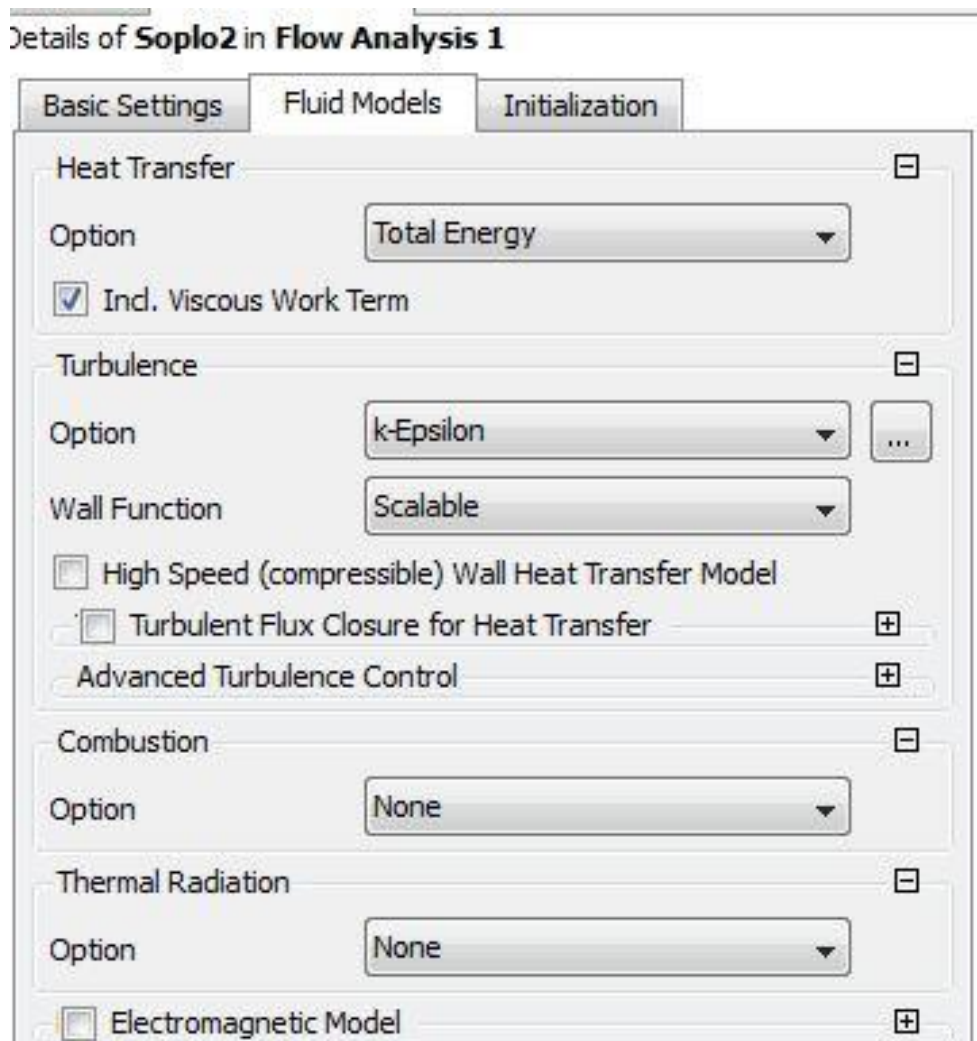 Details of Soplo2 in Flow Analysis 1
Basic Settings Fluid Models Initialization
Heat Transfer
Option Total Energy
Incl. Viscous Work Term
Turbulence
Option k-Epsilon ...
Wall Function Scalable
High Speed (compressible) Wall Heat Transfer Model
Turbulent Flux Closure for Heat Transfer
Advanced Turbulence Control
Combustion
Option None
Thermal Radiation
Option None
Electromagnetic Model